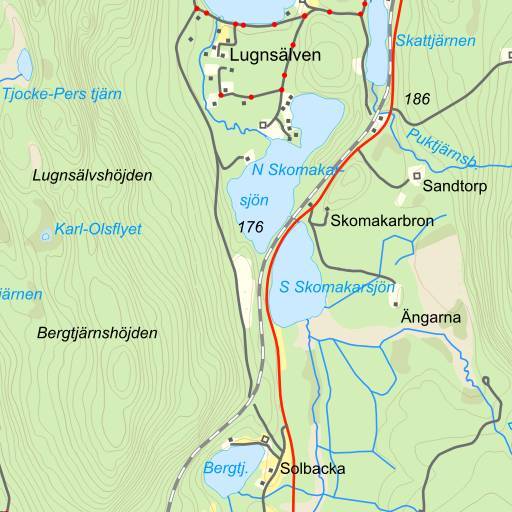 Skattjärnen
Lugnsälven
Tjocke-Pers tjärn
186
Puktjärnsb.
N Skomakar-
sjön
Lugnsälvshöjden
Sandtorp
Skomakarbron
176
Karl-Olsflyet
S Skomakarsjön
järnen
Ängarna
Bergtjärnshöjden
Bergtj.
Solbacka